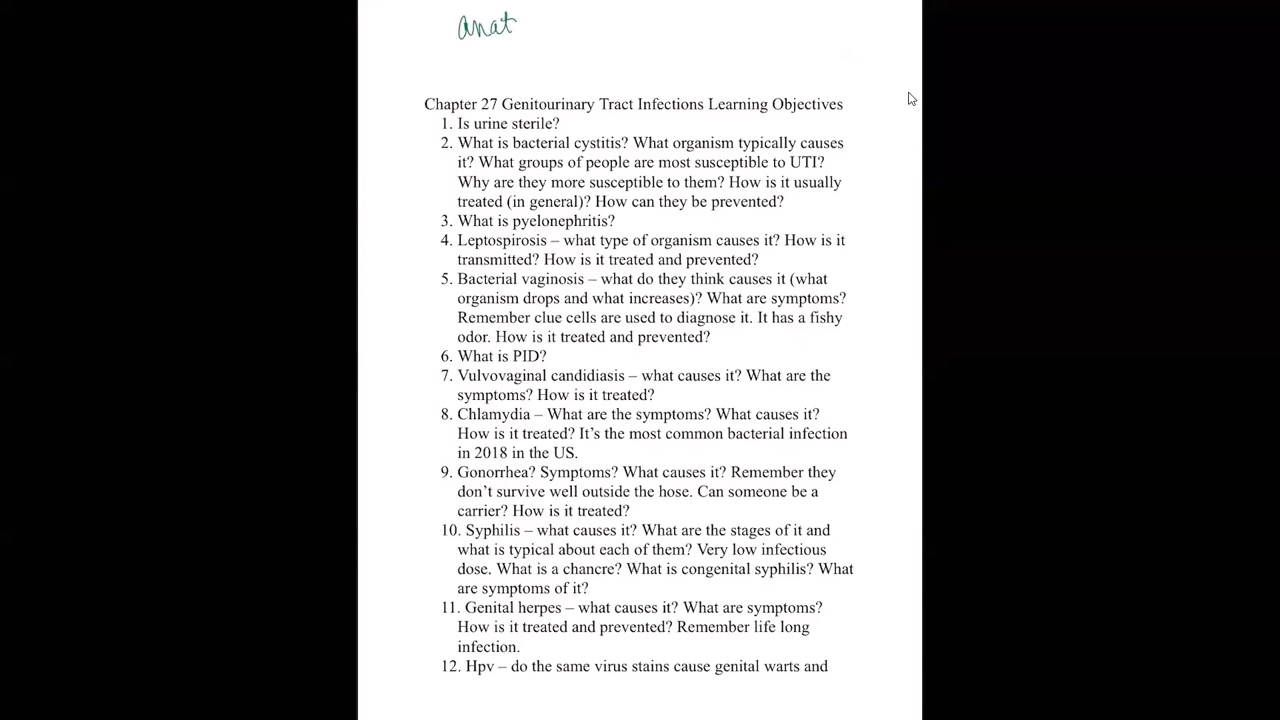 anat
Chapter 27 Genitourinary Tract Infections Learning Objectives
1. Is urine sterile?
2. What is bacterial cystitis? What organism typically causes
it? What groups of people are most susceptible to UTI?
Why are they more susceptible to them? How is it usually
treated (in general)? How can they be prevented?
3. What is pyelonephritis?
4. Leptospirosis – what type of organism causes it? How is it
transmitted? How is it treated and prevented?
5. Bacterial vaginosis – what do they think causes it (what
organism drops and what increases)? What are symptoms?
Remember clue cells are used to diagnose it. It has a fishy
odor. How is it treated and prevented?
6. What is PID?
7. Vulvovaginal candidiasis – what causes it? What are the
symptoms? How is it treated?
8. Chlamydia – What are the symptoms? What causes it?
How is it treated? It’s the most common bacterial infection
in 2018 in the US.
9. Gonorrhea? Symptoms? What causes it? Remember they
don’t survive well outside the hose. Can someone be a
carrier? How is it treated?
10. Syphilis – what causes it? What are the stages of it and
what is typical about each of them? Very low infectious
dose. What is a chancre? What is congenital syphilis? What
are symptoms of it?
11. Genital herpes – what causes it? What are symptoms?
How is it treated and prevented? Remember life long
infection.
12. Hpv – do the same virus stains cause genital warts and